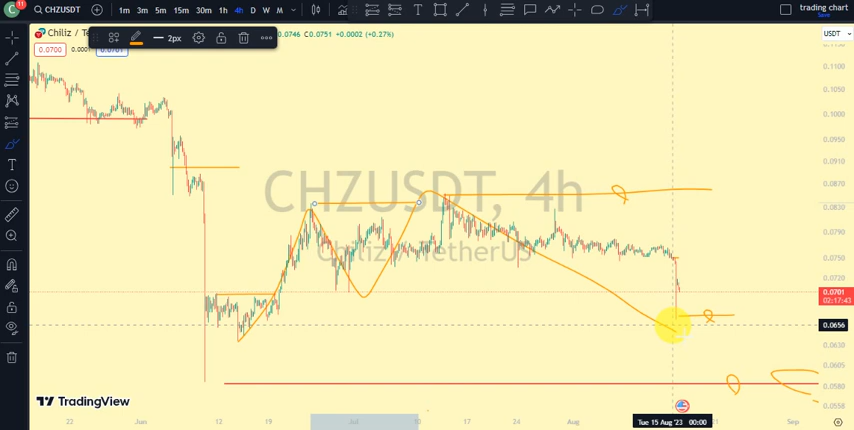 11
CHZUSDT
1m 3m 5m 15m 30m 1h 4h D W M
trading chart
Save
Chiliz / Te
0.0746 C0.0751 +0.0002 (+0.27%)
USDT
2px
0.0700
0.0001
0.0701
CHZUSDT, 4h
Chiliz / TetherUS
0.1100
0.1050
0.1000
0.0950
0.0910
0.0870
0.0830
0.0750
0.0720
0.0701
02:17:43
0.0656
0.0630
0.0605
0.0580
0.0558
TradingView
22 Jun 12 19 Jul 10 17 24 Aug Tue 15 Aug '23 00:00 21 Sep